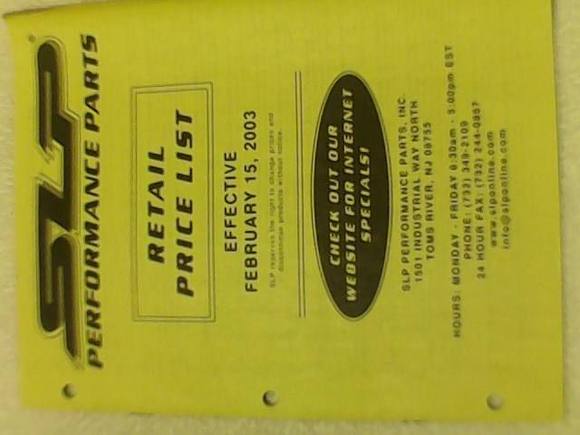 SLP
PERFORMANCE PARTS
RETAIL
PRICE LIST
EFFECTIVE
FEBRUARY 15, 2003
SLP reserves the right to change prices and
discontinue products without notice.
CHECK OUT OUR
WEBSITE FOR INTERNET
SPECIALS!
SLP PERFORMANCE PARTS, INC.
1501 INDUSTRIAL WAY NORTH
TOMS RIVER, NJ 08755
HOURS: MONDAY - FRIDAY 8:30am - 5:00pm EST
PHONE: (732) 349-2109
24 HOUR FAX: (732) 244-0867
www.slponline.com
info@slponline.com